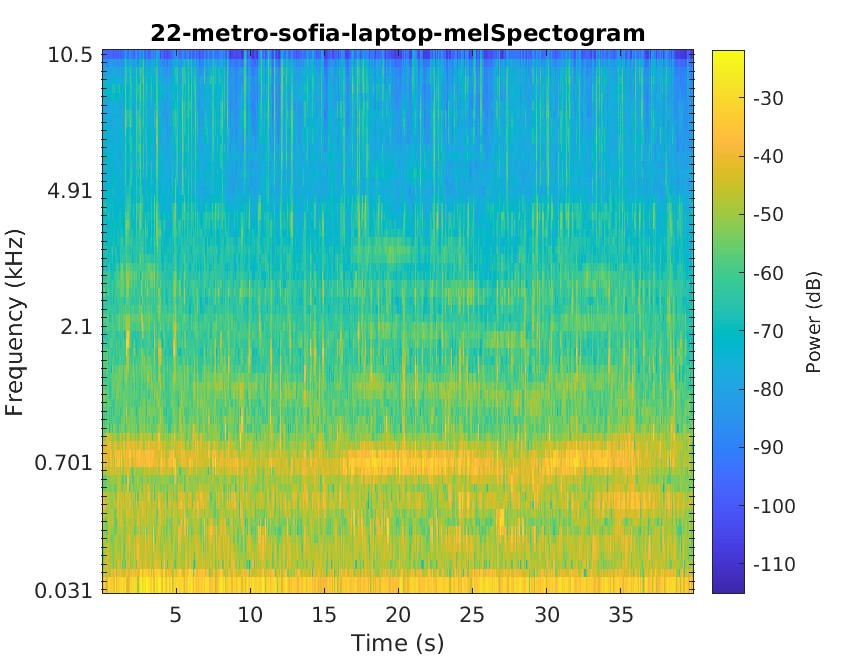 22-metro-sofia-laptop-melSpectogram
10.5
4.91
2.1
0.701
0.031
Frequency (kHz)
5 10 15 20 25 30 35
Time (s)
-30
-40
-50
-60
-70
-80
-90
-100
-110
Power (dB)